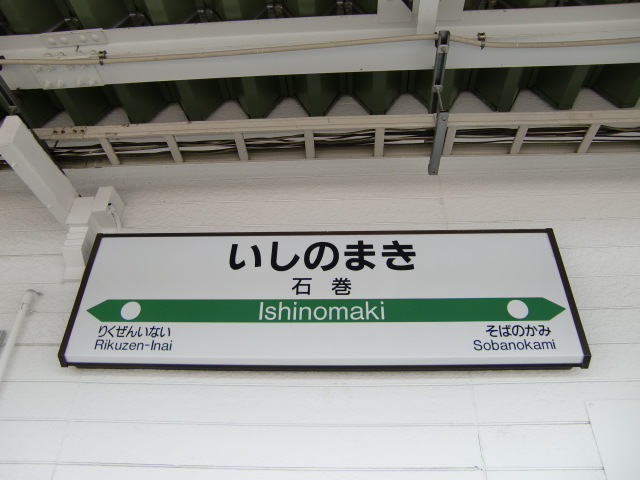 いしのまき
石巻
Ishinomaki
りくぜんいない
Rikuzen-Inai
そばのかみ
Sobanokami